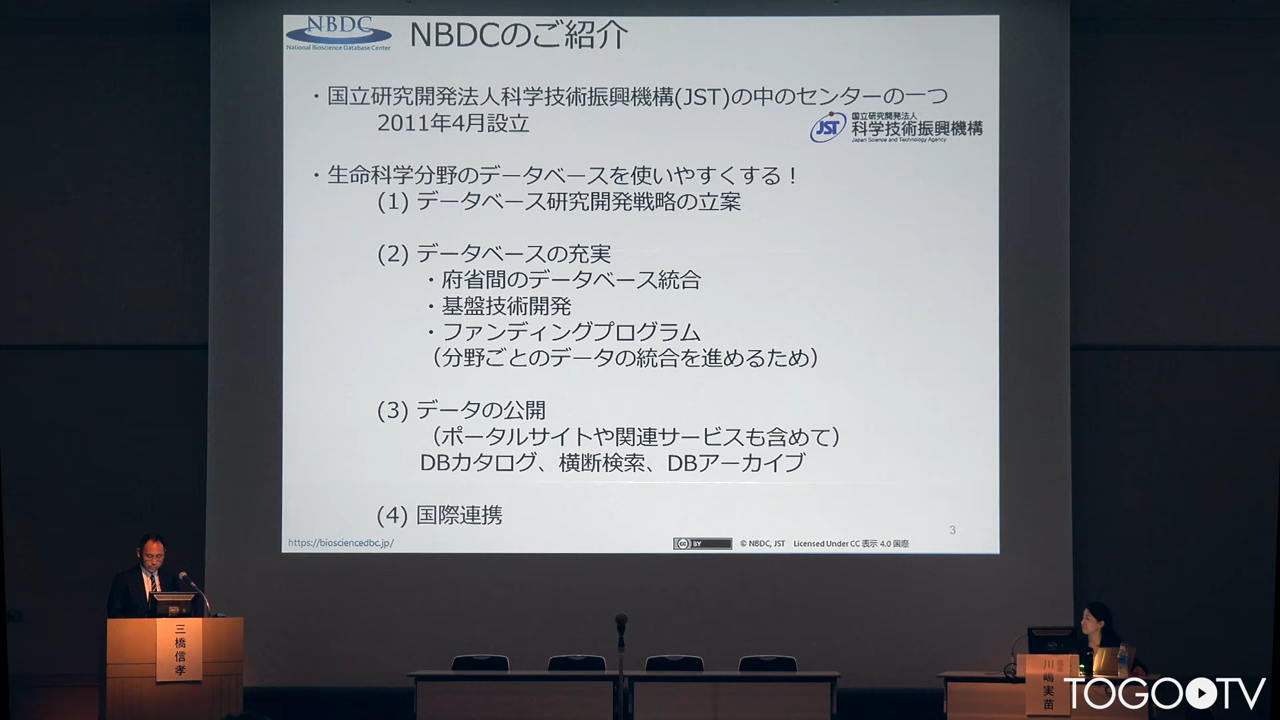 NBDC
National Bioscience Database Center
NBDCのご紹介
・国立研究開発法人科学技術振興機構(JST)の中のセンターの一つ
2011年4月設立
JST
国立研究開発法人
科学技術振興機構
Japan Science and Technology Agency
・生命科学分野のデータベースを使いやすくする！
(1) データベース研究開発戦略の立案
(2) データベースの充実
・府省間のデータベース統合
・基盤技術開発
・ファンディングプログラム
（分野ごとのデータの統合を進めるため）
(3) データの公開
（ポータルサイトや関連サービスも含めて）
DBカタログ、横断検索、DBアーカイブ
(4) 国際連携
3
https://biosciencedbc.jp/
cc BY
© NBDC, JST Licensed Under CC 表示 4.0 国際
三橋信孝
川嶋実苗
TOGOTV